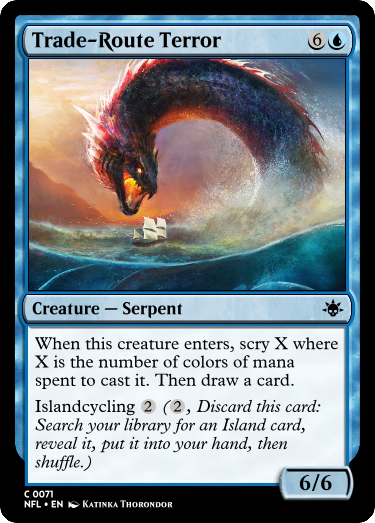 Trade-Route Terror 6
Creature — Serpent
When this creature enters, scry X where
X is the number of colors of mana
spent to cast it. Then draw a card.
Islandcycling 2 (2, Discard this card:
Search your library for an Island card,
reveal it, put it into your hand, then
shuffle.)
6/6
C 0071
NFL • EN Katinka Thorondor